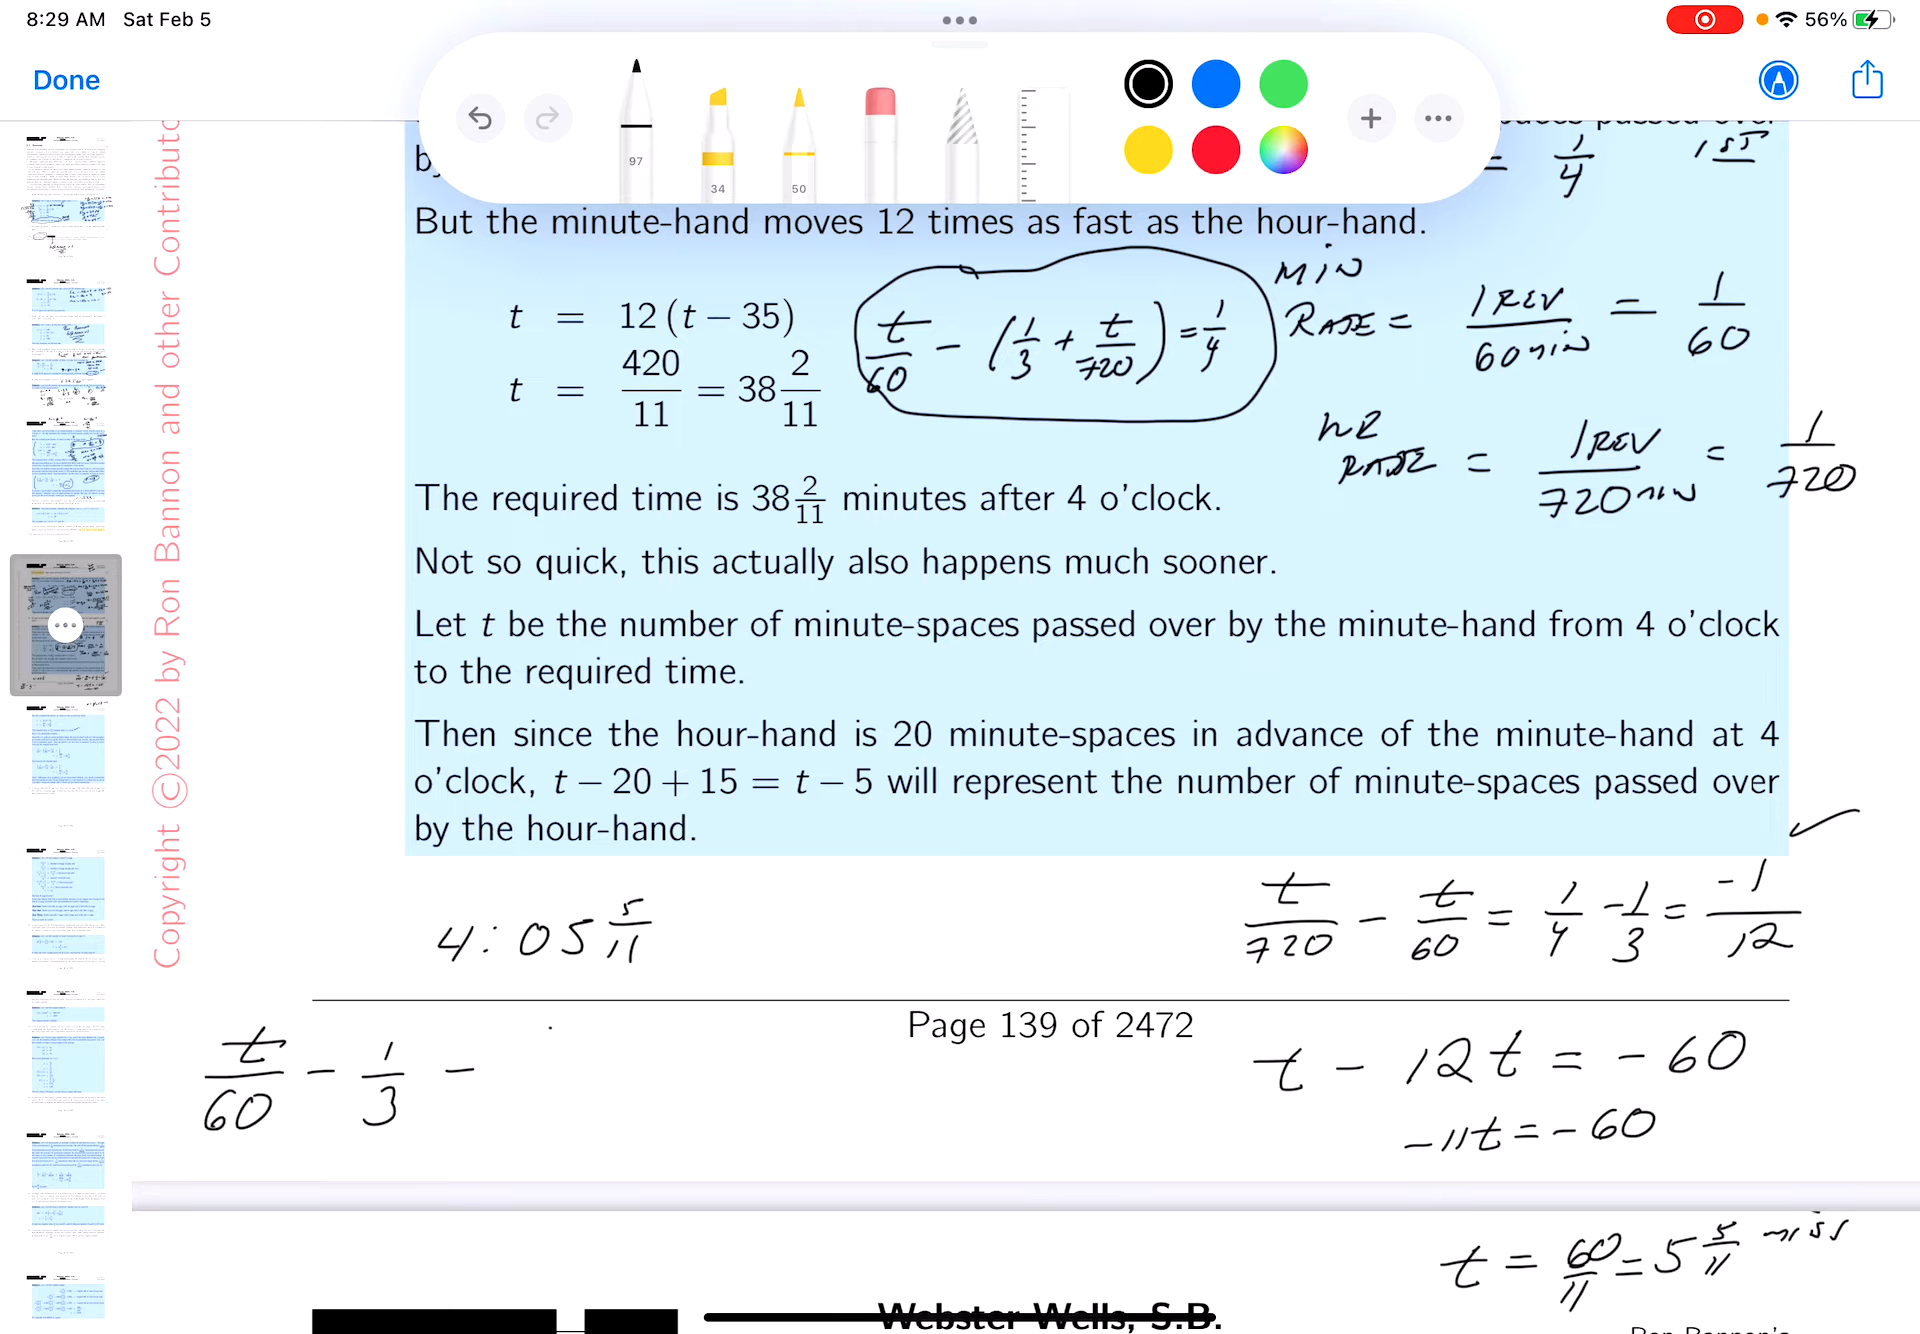 8:29 AM Sat Feb 5
56%
Done
97
34
50
Copyright ©2022 by Ron Bannon and other
= 1/4 1ST
But the minute-hand moves 12 times as fast as the hour-hand.
t = 12 (t − 35)
t = 420/11 = 38 2/11
t/60 − (1/3 + t/720) = 1/4
MIN RATE = 1 REV/60 MIN = 1/60
HR RATE = 1 REV/720 MIN = 1/720
The required time is 38 2/11 minutes after 4 o'clock.
Not so quick, this actually also happens much sooner.
Let t be the number of minute-spaces passed over by the minute-hand from 4 o'clock
to the required time.
Then since the hour-hand is 20 minute-spaces in advance of the minute-hand at 4
o'clock, t − 20 + 15 = t − 5 will represent the number of minute-spaces passed over
by the hour-hand.
4:05 5/11
t/720 − t/60 = 1/4 − 1/3 = −1/12
Page 139 of 2472
t/60 − 1/3 −
t − 12t = −60
−11t = −60
t = 60/11 = 5 5/11
Webster Wells, S.B.